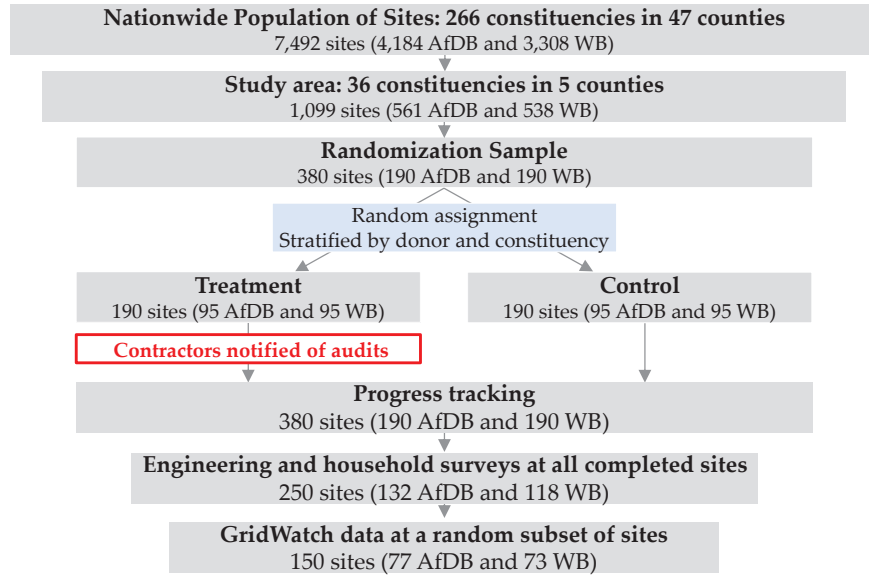 Nationwide Population of Sites: 266 constituencies in 47 counties
7,492 sites (4,184 AfDB and 3,308 WB)
Study area: 36 constituencies in 5 counties
1,099 sites (561 AfDB and 538 WB)
Randomization Sample
380 sites (190 AfDB and 190 WB)
Random assignment
Stratified by donor and constituency
Treatment
190 sites (95 AfDB and 95 WB)
Control
190 sites (95 AfDB and 95 WB)
Contractors notified of audits
Progress tracking
380 sites (190 AfDB and 190 WB)
Engineering and household surveys at all completed sites
250 sites (132 AfDB and 118 WB)
GridWatch data at a random subset of sites
150 sites (77 AfDB and 73 WB)